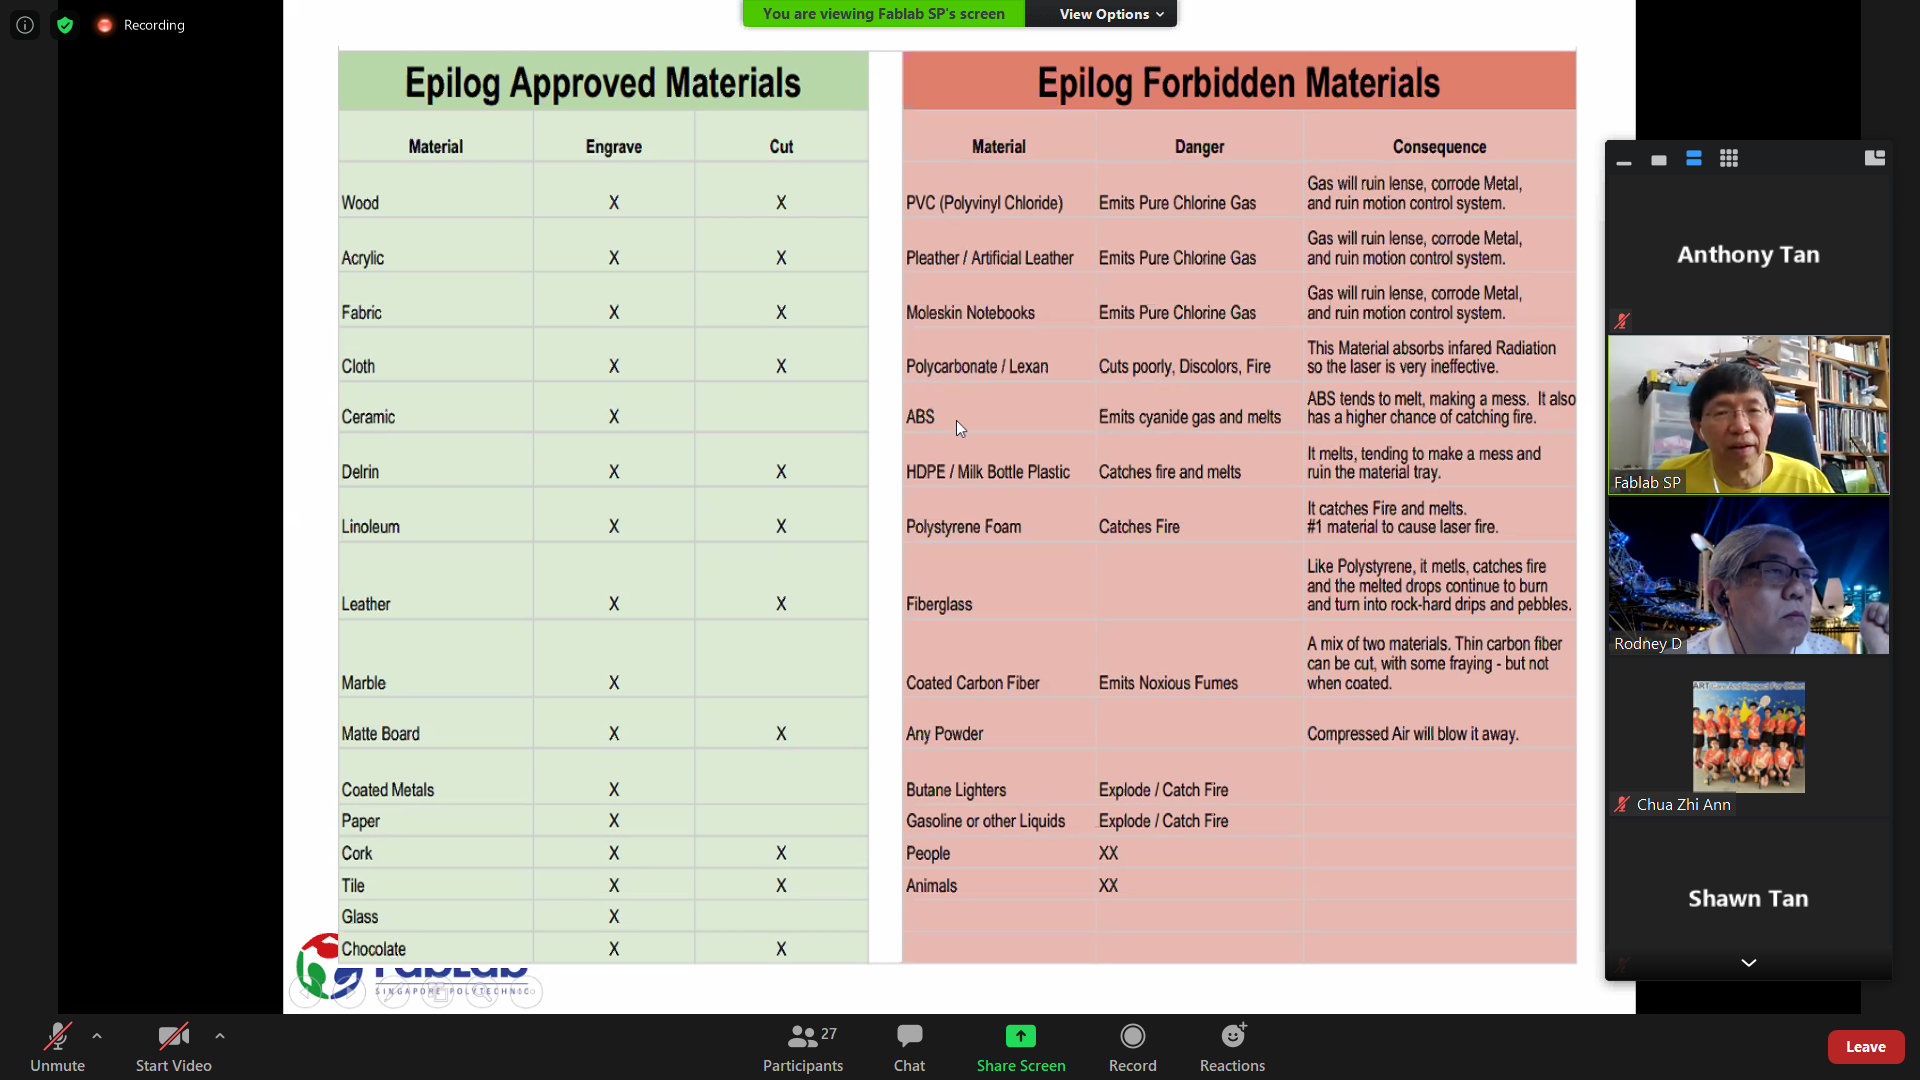 Recording
You are viewing Fablab SP's screen
View Options
Epilog Approved Materials
Material Engrave Cut
Wood X X
Acrylic X X
Fabric X X
Cloth X X
Ceramic X
Delrin X X
Linoleum X X
Leather X X
Marble X
Matte Board X X
Coated Metals X
Paper X
Cork X X
Tile X X
Glass X
Chocolate X X
Epilog Forbidden Materials
Material Danger Consequence
PVC (Polyvinyl Chloride) Emits Pure Chlorine Gas Gas will ruin lense, corrode Metal,
and ruin motion control system.
Pleather / Artificial Leather Emits Pure Chlorine Gas Gas will ruin lense, corrode Metal,
and ruin motion control system.
Moleskin Notebooks Emits Pure Chlorine Gas Gas will ruin lense, corrode Metal,
and ruin motion control system.
Polycarbonate / Lexan Cuts poorly, Discolors, Fire This Material absorbs infared Radiation
so the laser is very ineffective.
ABS Emits cyanide gas and melts ABS tends to melt, making a mess. It also
has a higher chance of catching fire.
HDPE / Milk Bottle Plastic Catches fire and melts It melts, tending to make a mess and
ruin the material tray.
Polystyrene Foam Catches Fire It catches Fire and melts.
#1 material to cause laser fire.
Fiberglass Like Polystyrene, it metls, catches fire
and the melted drops continue to burn
and turn into rock-hard drips and pebbles.
Coated Carbon Fiber Emits Noxious Fumes A mix of two materials. Thin carbon fiber
can be cut, with some fraying - but not
when coated.
Any Powder Compressed Air will blow it away.
Butane Lighters Explode / Catch Fire
Gasoline or other Liquids Explode / Catch Fire
People XX
Animals XX
FabLab
SINGAPORE POLYTECHNIC
Anthony Tan
Fablab SP
Rodney D
Chua Zhi Ann
Shawn Tan
Unmute
Start Video
Participants 27
Chat
Share Screen
Record
Reactions
Leave